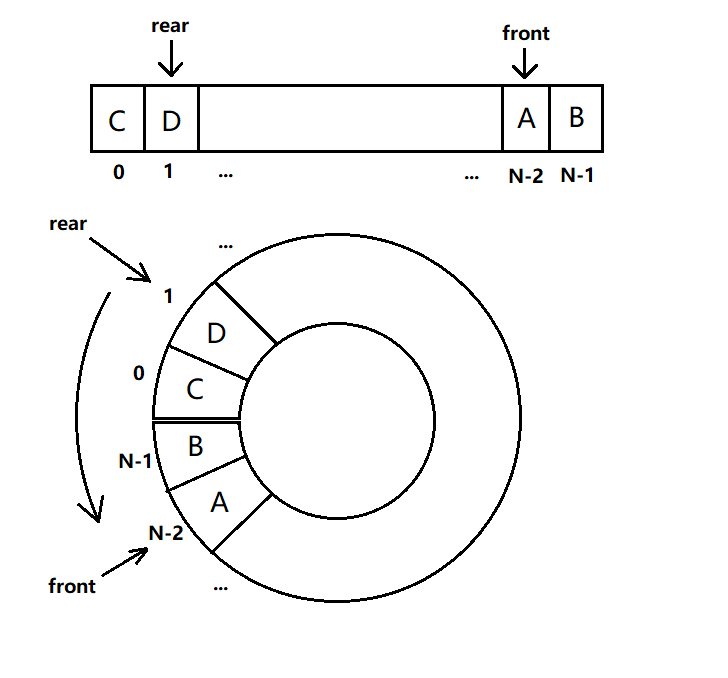 rear front
C D A B
0 1 ... ... N-2 N-1
rear
...
1
D
0
C
B
N-1
A
N-2
front
...